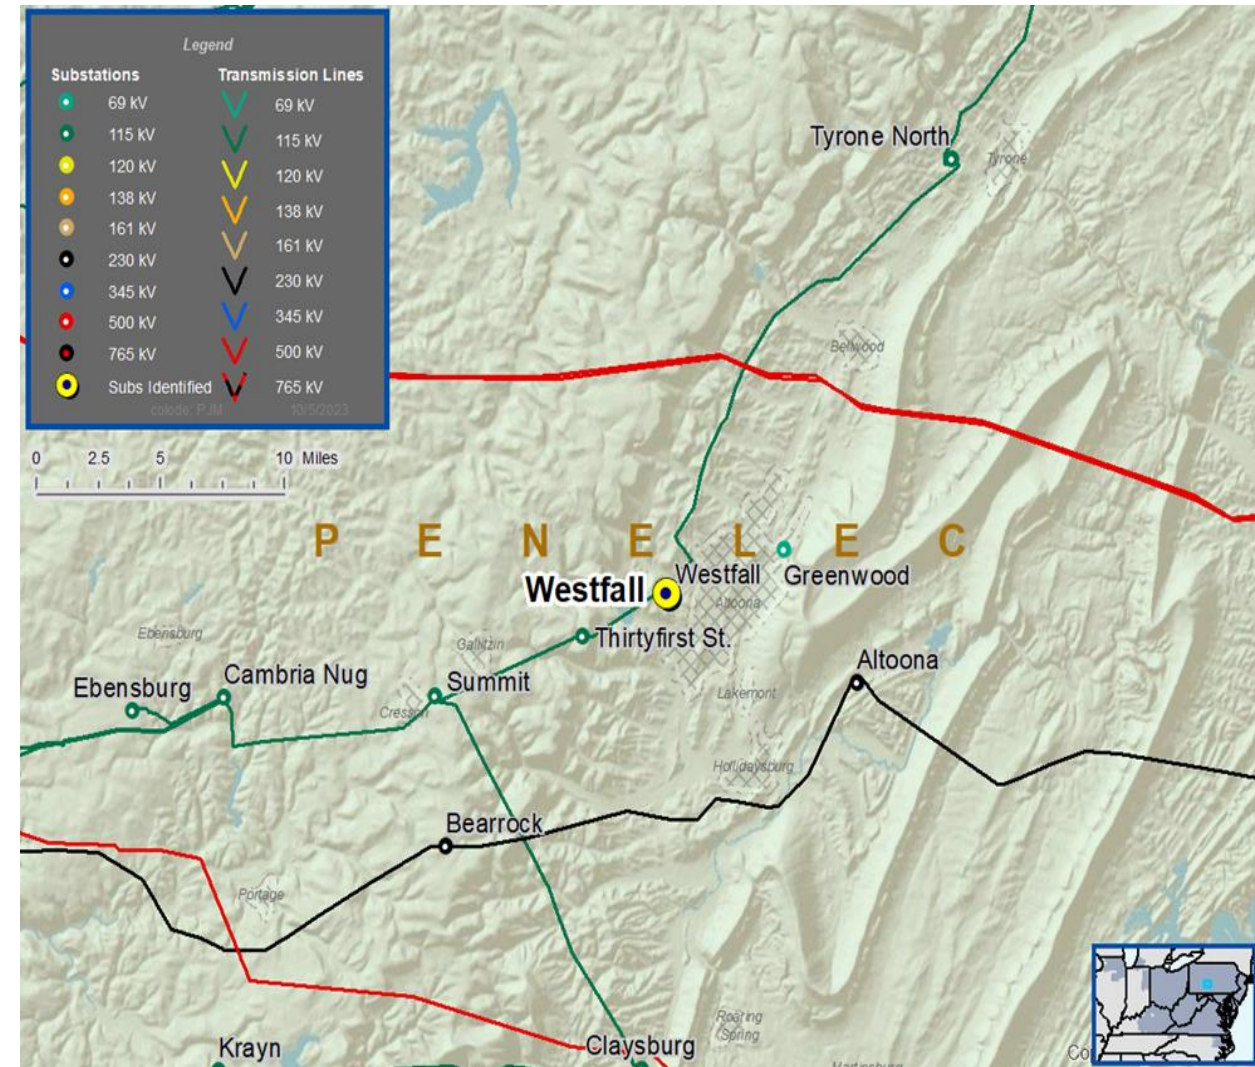 Legend
Substations Transmission Lines
69 kV 69 kV
115 kV 115 kV
120 kV 120 kV
138 kV 138 kV
161 kV 161 kV
230 kV 230 kV
345 kV 345 kV
500 kV 500 kV
765 kV 765 kV
Subs Identified
colode: PJM 10/5/2023
0 2.5 5 10 Miles
Tyrone North
Tyrone
Bellwood
P E N E L E C
Westfall
Westfall
Greenwood
Altoona
Thirtyfirst St.
Ebensburg
Gallitzin
Cambria Nug
Ebensburg
Summit
Cresson
Altoona
Lakemont
Hollidaysburg
Bearrock
Portage
Roaring
Spring
Claysburg
Krayn
Martinsburg